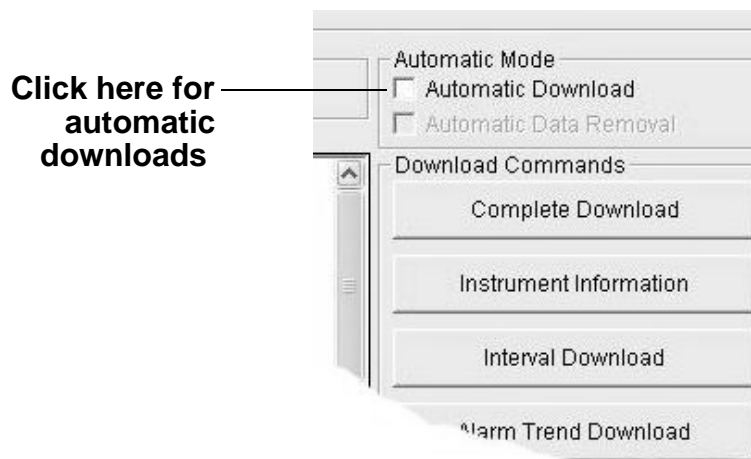 Click here for
automatic
downloads
Automatic Mode
Automatic Download
Automatic Data Removal
Download Commands
Complete Download
Instrument Information
Interval Download
Alarm Trend Download